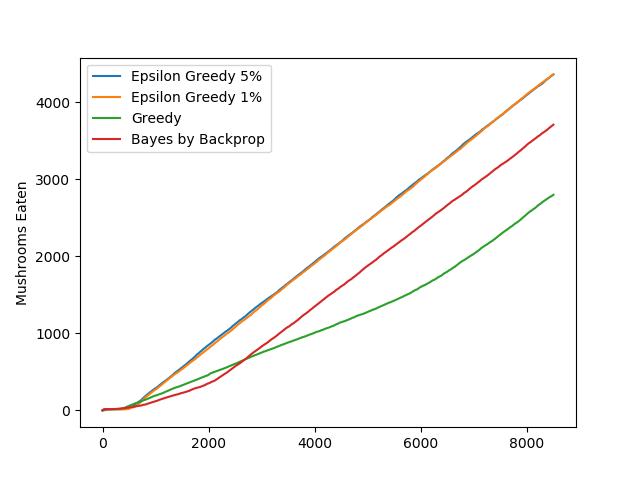 Epsilon Greedy 5%
Epsilon Greedy 1%
Greedy
Bayes by Backprop
Mushrooms Eaten
4000
3000
2000
1000
0
0 2000 4000 6000 8000